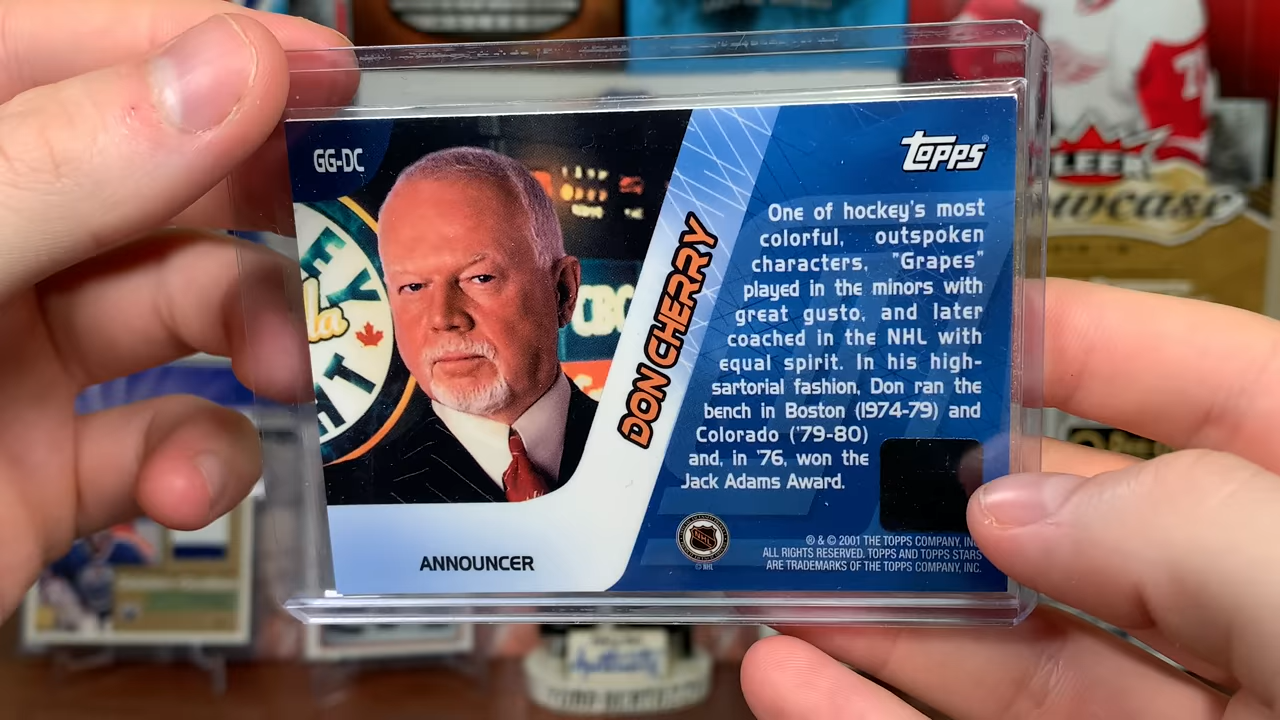 GG-DC
TOPPS
One of hockey's most
colorful, outspoken
characters, "Grapes"
played in the minors with
great gusto, and later
coached in the NHL with
equal spirit. In his high-
sartorial fashion, Don ran the
bench in Boston (1974-79) and
Colorado ('79-80)
and, in '76, won the
Jack Adams Award.
DON CHERRY
CBC
NHL
© NHL
ANNOUNCER
® & © 2001 THE TOPPS COMPANY, INC.
ALL RIGHTS RESERVED. TOPPS AND TOPPS STARS
ARE TRADEMARKS OF THE TOPPS COMPANY, INC.
FLEER